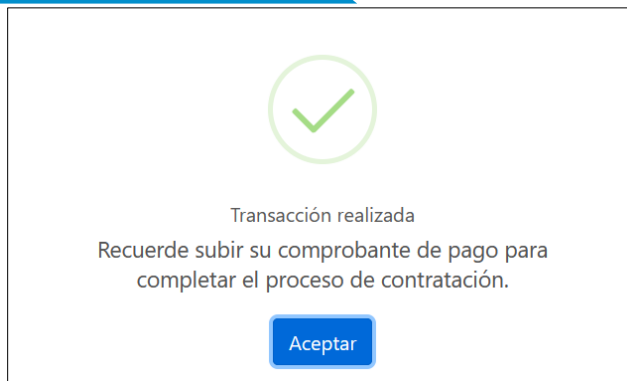 Transacción realizada
Recuerde subir su comprobante de pago para
completar el proceso de contratación.
Aceptar